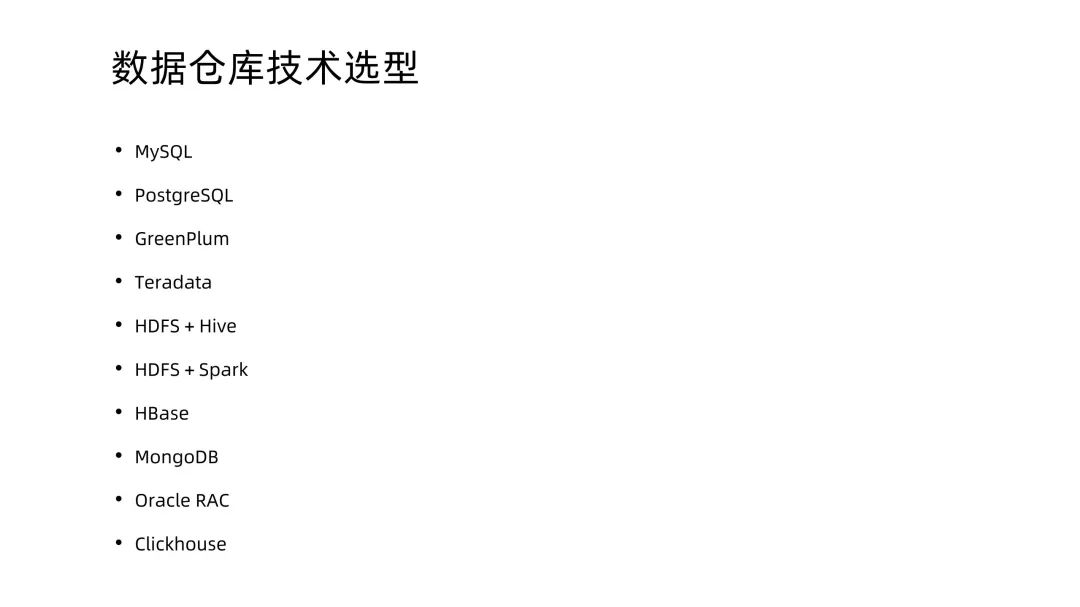 数据仓库技术选型
• MySQL
• PostgreSQL
• GreenPlum
• Teradata
• HDFS + Hive
• HDFS + Spark
• HBase
• MongoDB
• Oracle RAC
• Clickhouse